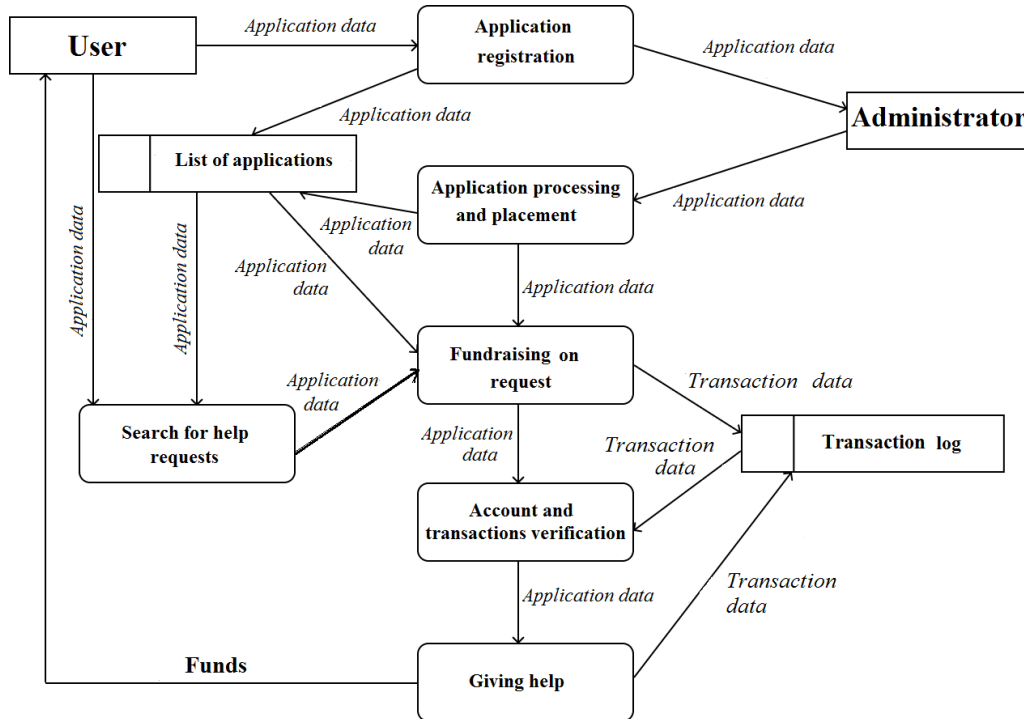 User
Application data
Application
registration
Application data
Application data
Administrator
List of applications
Application processing
and placement
Application data
Application
data
Application data
Application data
Application
data
Application data
Fundraising on
request
Application
data
Transaction data
Search for help
requests
Application
data
Transaction
data
Transaction log
Account and
transactions verification
Application data
Transaction
data
Funds
Giving help